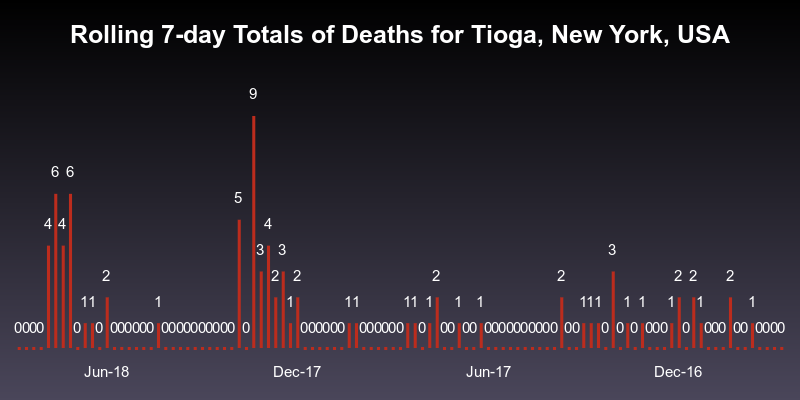 Rolling 7-day Totals of Deaths for Tioga, New York, USA
9
6 6
5
4 4 4
3 3 3
2 2 2 2 2 2 2 2
11 1 1 11 11 1 1 1 111 1 1 1 1 1
0000 0 0 000000 0000000000 0 000000 000000 0 00 00 0000000000 00 0 0 0 000 0 000 00 0000
Jun-18 Dec-17 Jun-17 Dec-16